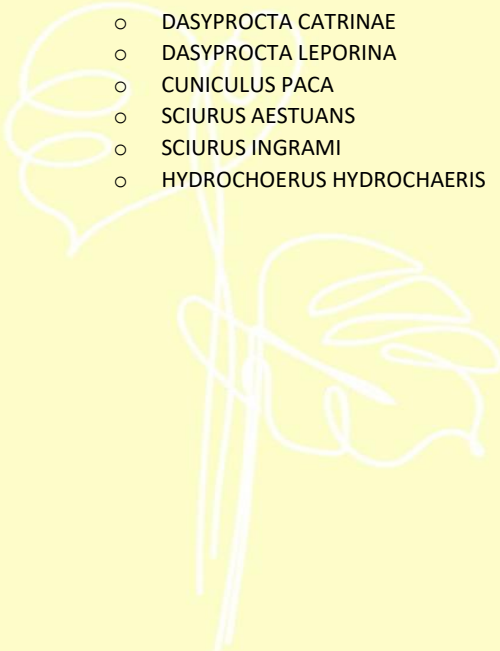 ○ DASYPROCTA CATRINAE
○ DASYPROCTA LEPORINA
○ CUNICULUS PACA
○ SCIURUS AESTUANS
○ SCIURUS INGRAMI
○ HYDROCHOERUS HYDROCHAERIS